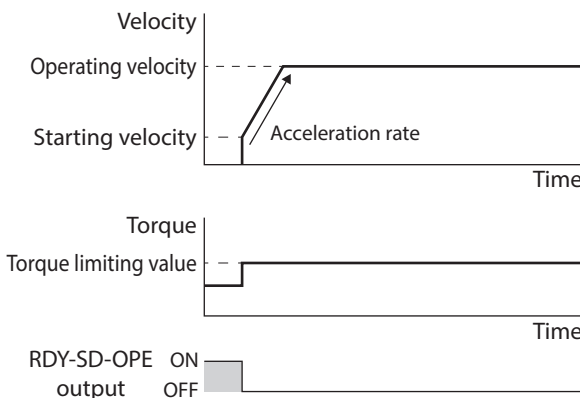 Velocity
Operating velocity
Starting velocity
Acceleration rate
Time
Torque
Torque limiting value
Time
RDY-SD-OPE ON
output OFF